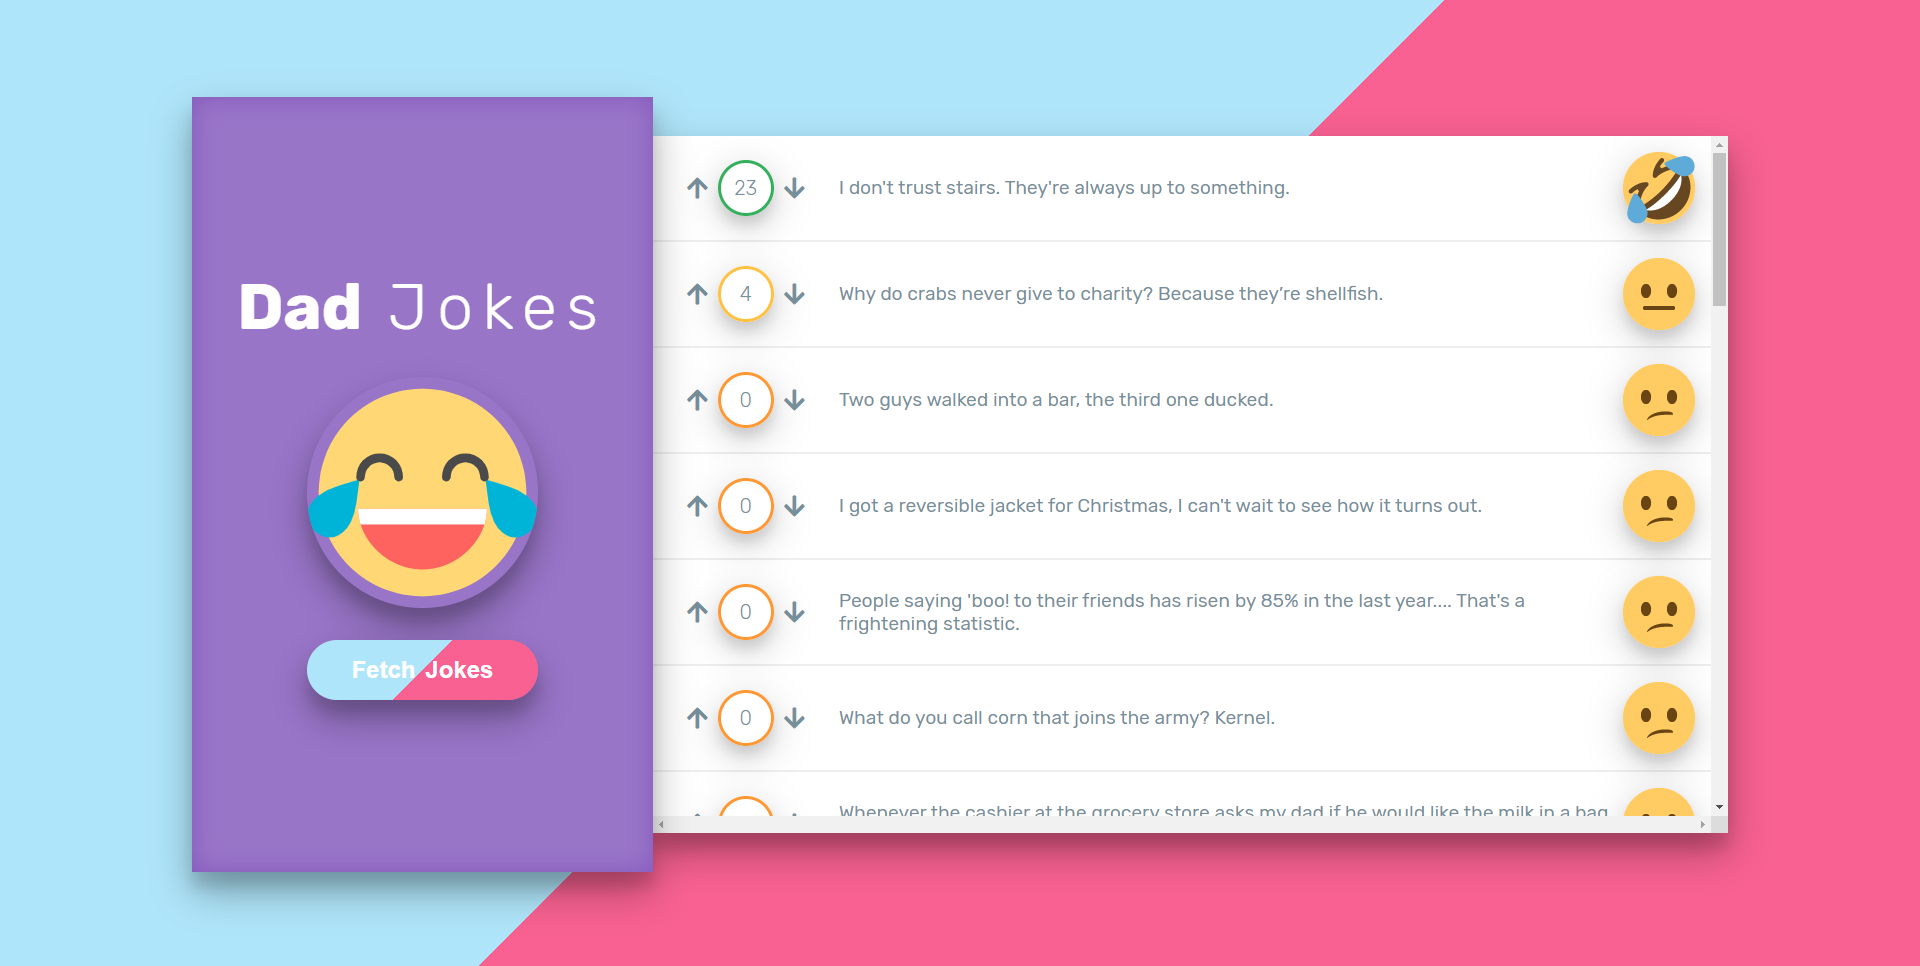 Dad Jokes
Fetch Jokes
23
I don't trust stairs. They're always up to something.
4
Why do crabs never give to charity? Because they’re shellfish.
0
Two guys walked into a bar, the third one ducked.
0
I got a reversible jacket for Christmas, I can't wait to see how it turns out.
0
People saying 'boo! to their friends has risen by 85% in the last year.... That's a
frightening statistic.
0
What do you call corn that joins the army? Kernel.
Whenever the cashier at the grocery store asks my dad if he would like the milk in a bag